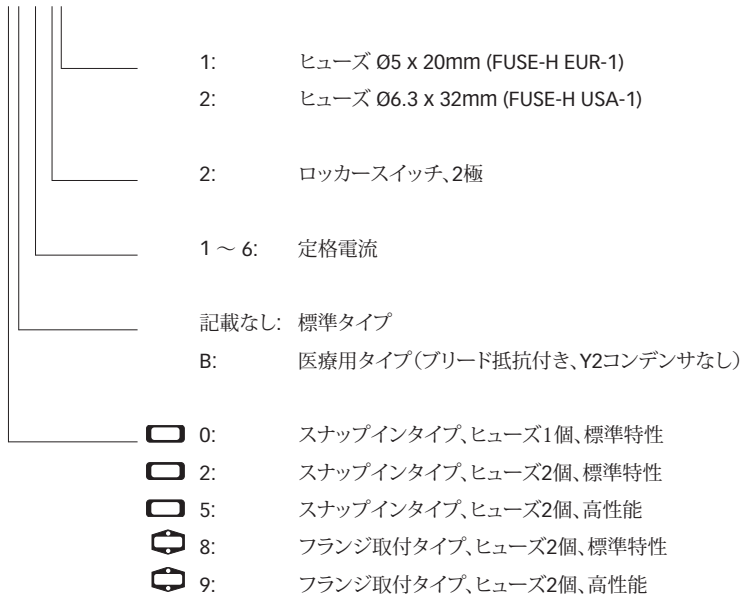 1: ヒューズ Ø5 x 20mm (FUSE-H EUR-1)
2: ヒューズ Ø6.3 x 32mm (FUSE-H USA-1)
2: ロッカースイッチ、2極
1 ～ 6: 定格電流
記載なし: 標準タイプ
B: 医療用タイプ（ブリード抵抗付き、Y2コンデンサなし）
0: スナップインタイプ、ヒューズ1個、標準特性
2: スナップインタイプ、ヒューズ2個、標準特性
5: スナップインタイプ、ヒューズ2個、高性能
8: フランジ取付タイプ、ヒューズ2個、標準特性
9: フランジ取付タイプ、ヒューズ2個、高性能